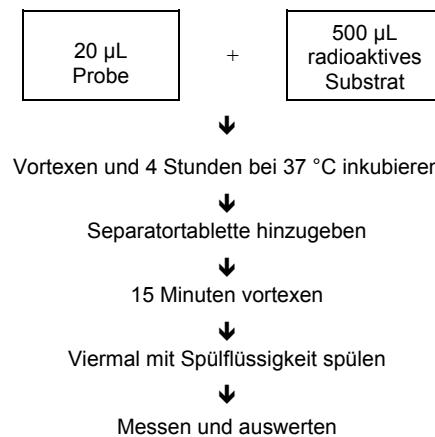 20 µL
Probe
+
500 µL
radioaktives
Substrat
Vortexen und 4 Stunden bei 37 °C inkubieren
Separatortablette hinzugeben
15 Minuten vortexen
Viermal mit Spülflüssigkeit spülen
Messen und auswerten